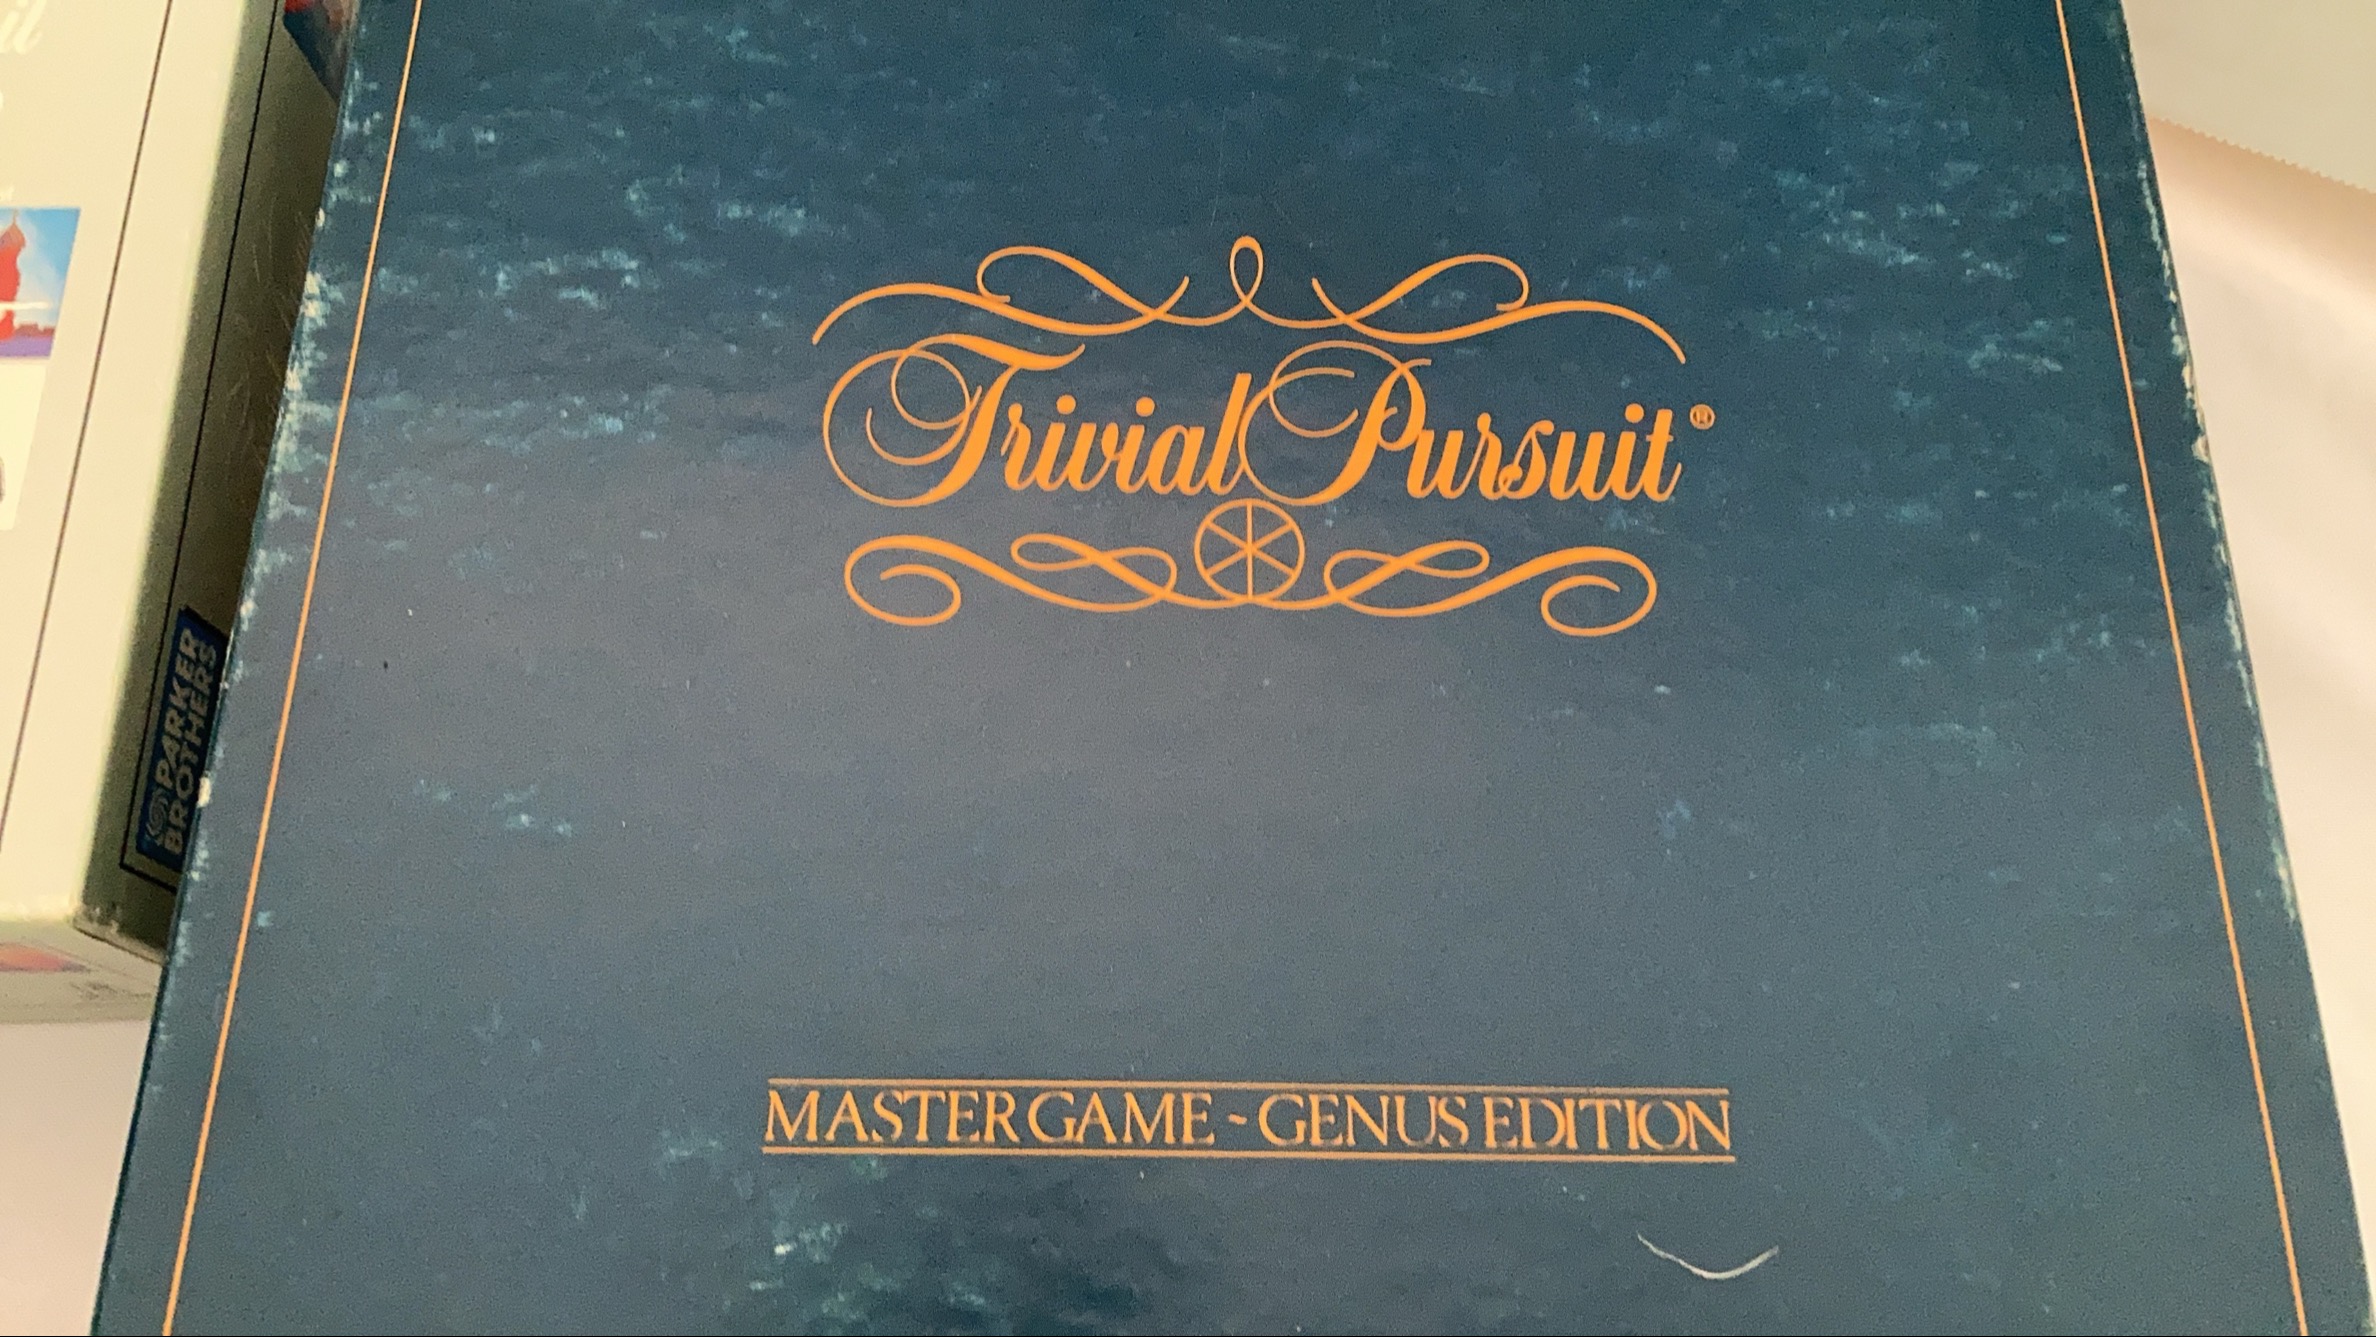 Trivial Pursuit®
MASTER GAME ~ GENUS EDITION
PARKER
BROTHERS